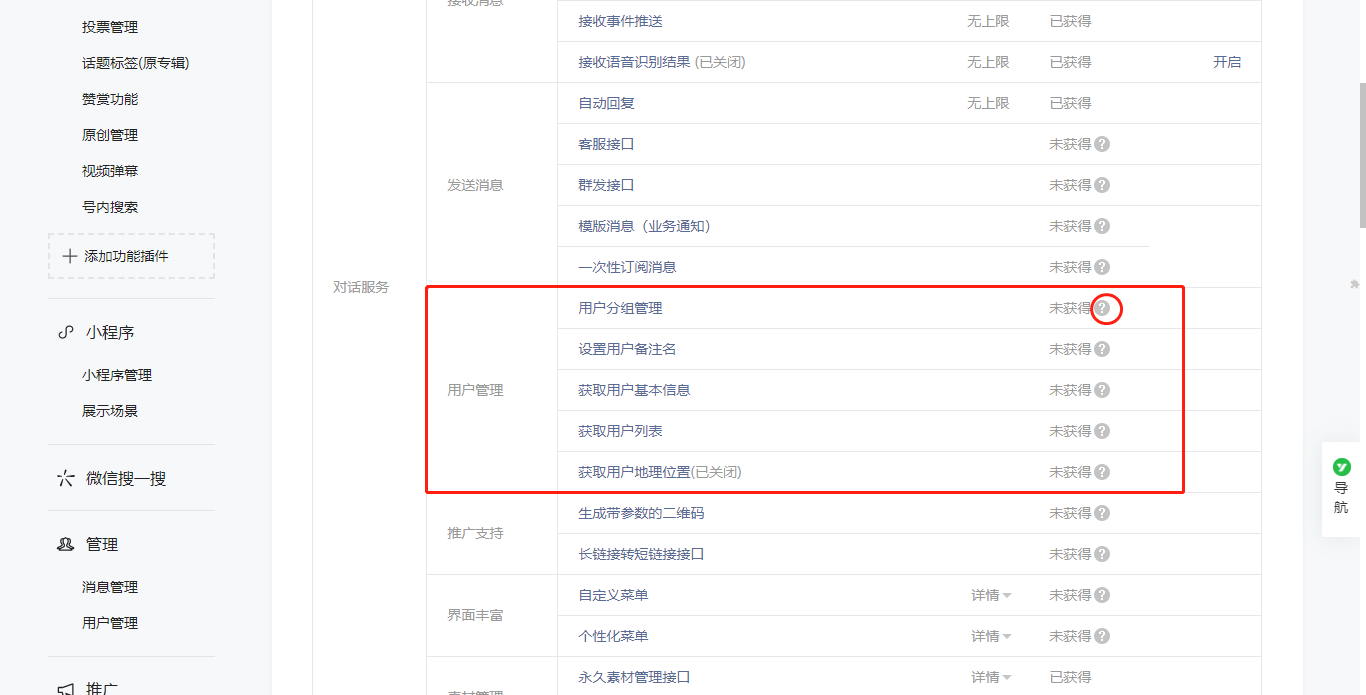 投票管理
话题标签(原专辑)
赞赏功能
原创管理
视频弹幕
号内搜索
添加功能插件
小程序
小程序管理
展示场景
微信搜一搜
管理
消息管理
用户管理
推广
对话服务
接收消息
接收事件推送 无上限 已获得
接收语音识别结果 (已关闭) 无上限 已获得 开启
发送消息
自动回复 无上限 已获得
客服接口 未获得 ?
群发接口 未获得 ?
模版消息（业务通知） 未获得 ?
一次性订阅消息 未获得 ?
用户管理
用户分组管理 未获得 ?
设置用户备注名 未获得 ?
获取用户基本信息 未获得 ?
获取用户列表 未获得 ?
获取用户地理位置(已关闭) 未获得 ?
推广支持
生成带参数的二维码 未获得 ?
长链接转短链接接口 未获得 ?
界面丰富
自定义菜单 详情 未获得 ?
个性化菜单 详情 未获得 ?
素材管理
永久素材管理接口 详情 已获得
导
航